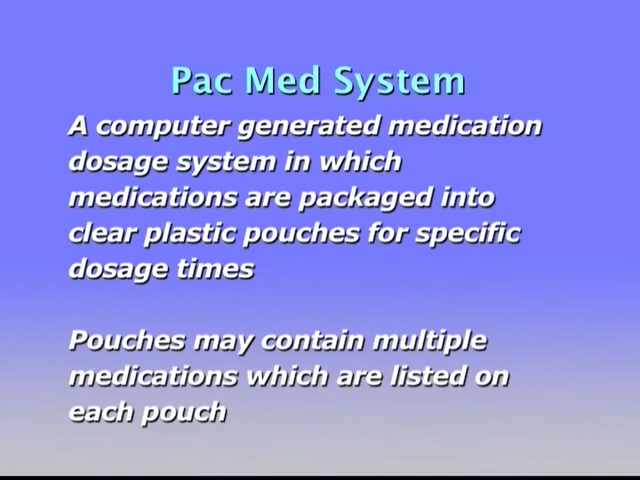 Pac Med System
A computer generated medication
dosage system in which
medications are packaged into
clear plastic pouches for specific
dosage times
Pouches may contain multiple
medications which are listed on
each pouch